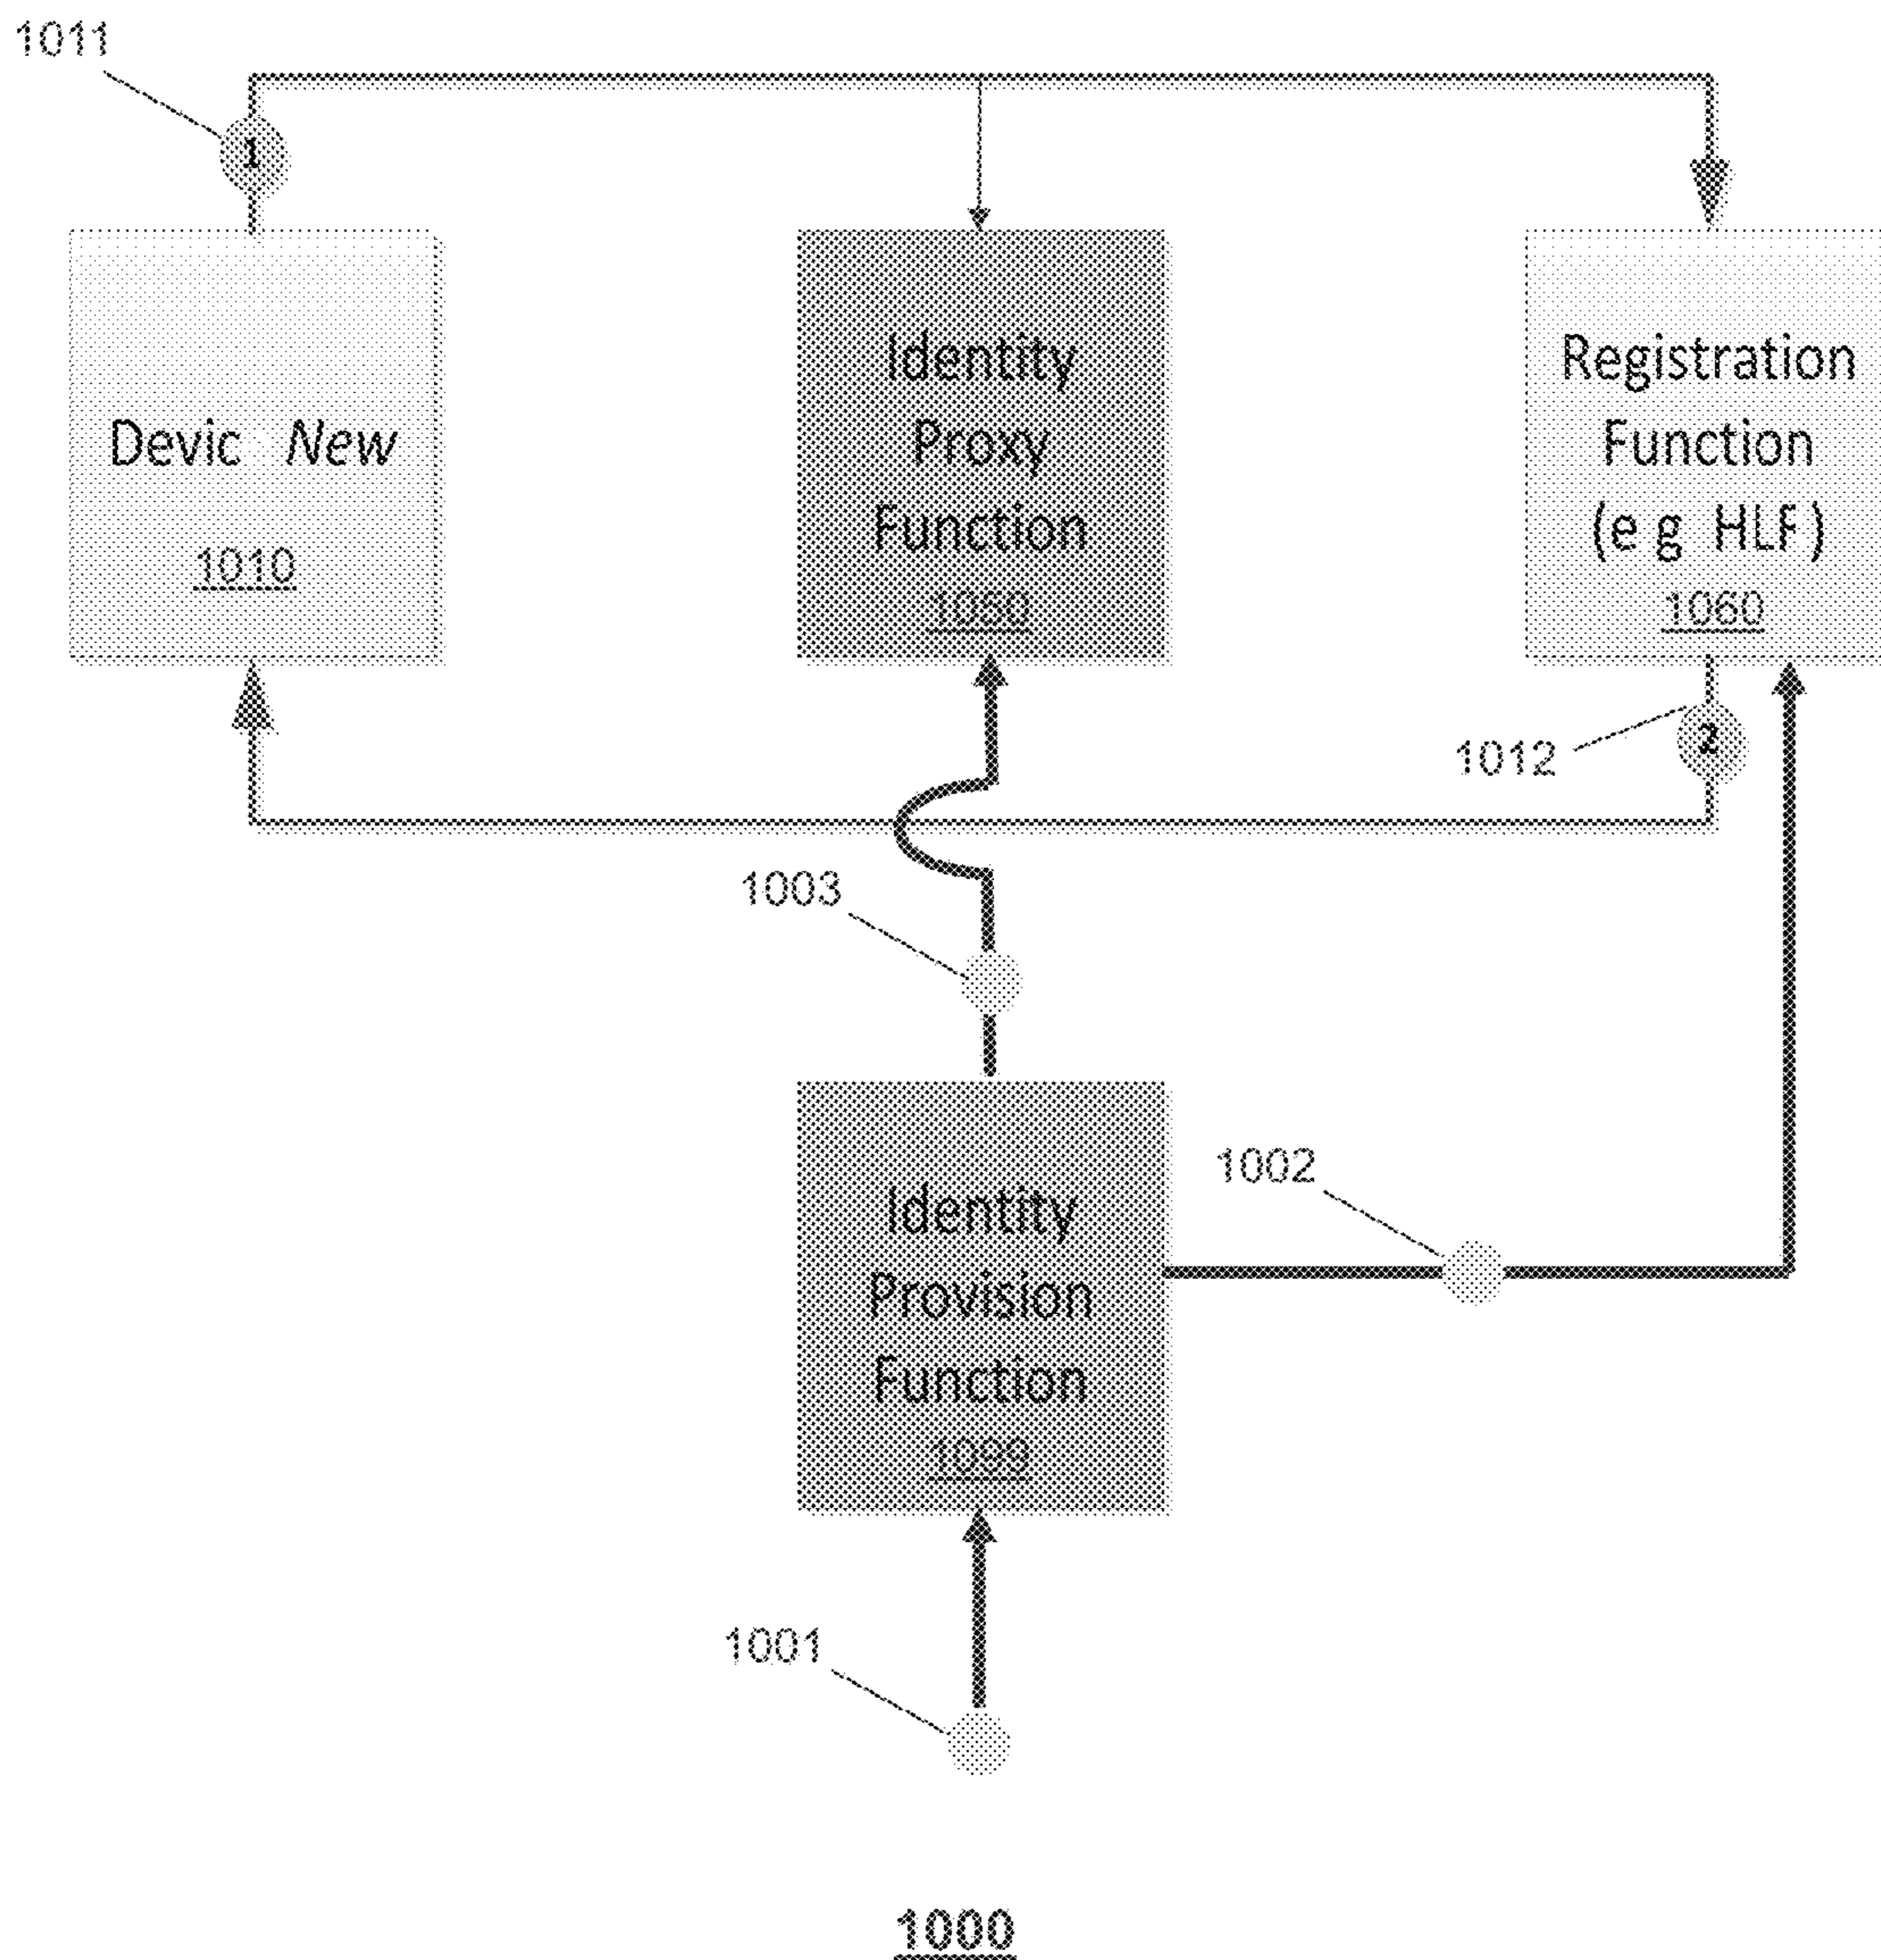 1011
1
Devic New
1010
Identity
Proxy
Function
Registration
Function
(e g HLF)
1060
1012
2
1003
Identity
Provision
Function
1099
1002
1001
1000